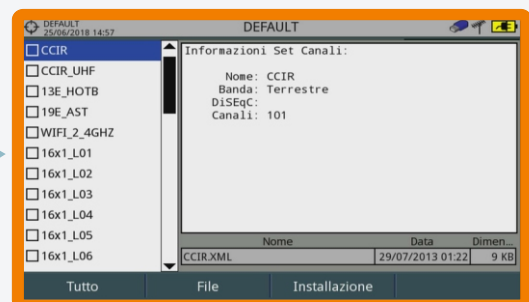 DEFAULT
25/06/2018 14:57
DEFAULT
CCIR
CCIR_UHF
13E_HOTB
19E_AST
WIFI_2_4GHZ
16x1_L01
16x1_L02
16x1_L03
16x1_L04
16x1_L05
16x1_L06
Informazioni Set Canali:
Nome: CCIR
Banda: Terrestre
DiSEqC:
Canali: 101
Nome Data Dimen...
CCIR.XML 29/07/2013 01:22 9 KB
Tutto File Installazione